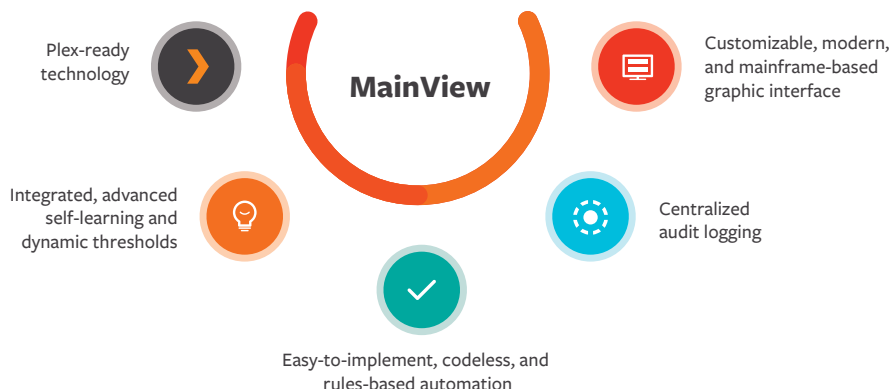 Plex-ready
technology
MainView
Customizable, modern,
and mainframe-based
graphic interface
Integrated, advanced
self-learning and
dynamic thresholds
Centralized
audit logging
Easy-to-implement, codeless, and
rules-based automation